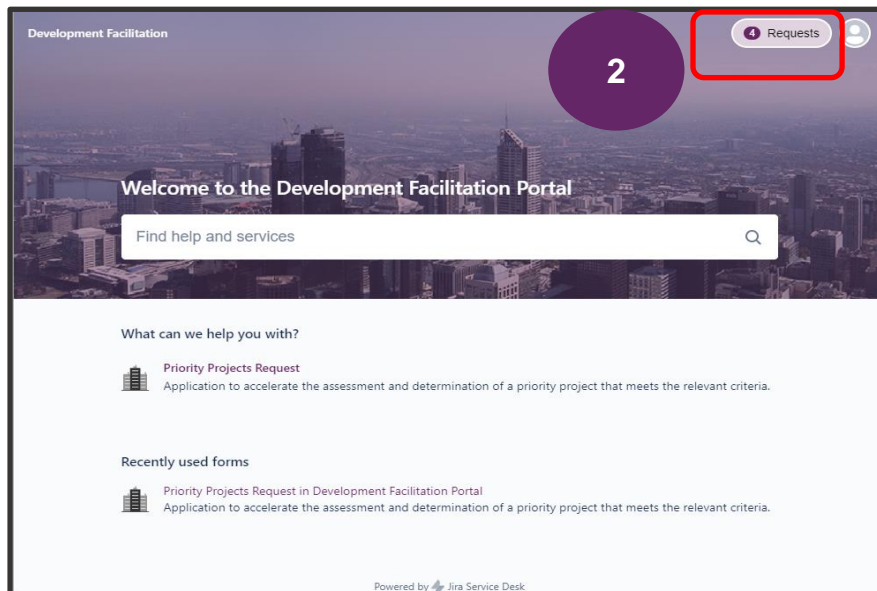 Development Facilitation
4 Requests
2
Welcome to the Development Facilitation Portal
Find help and services
What can we help you with?
Priority Projects Request
Application to accelerate the assessment and determination of a priority project that meets the relevant criteria.
Recently used forms
Priority Projects Request in Development Facilitation Portal
Application to accelerate the assessment and determination of a priority project that meets the relevant criteria.
Powered by Jira Service Desk